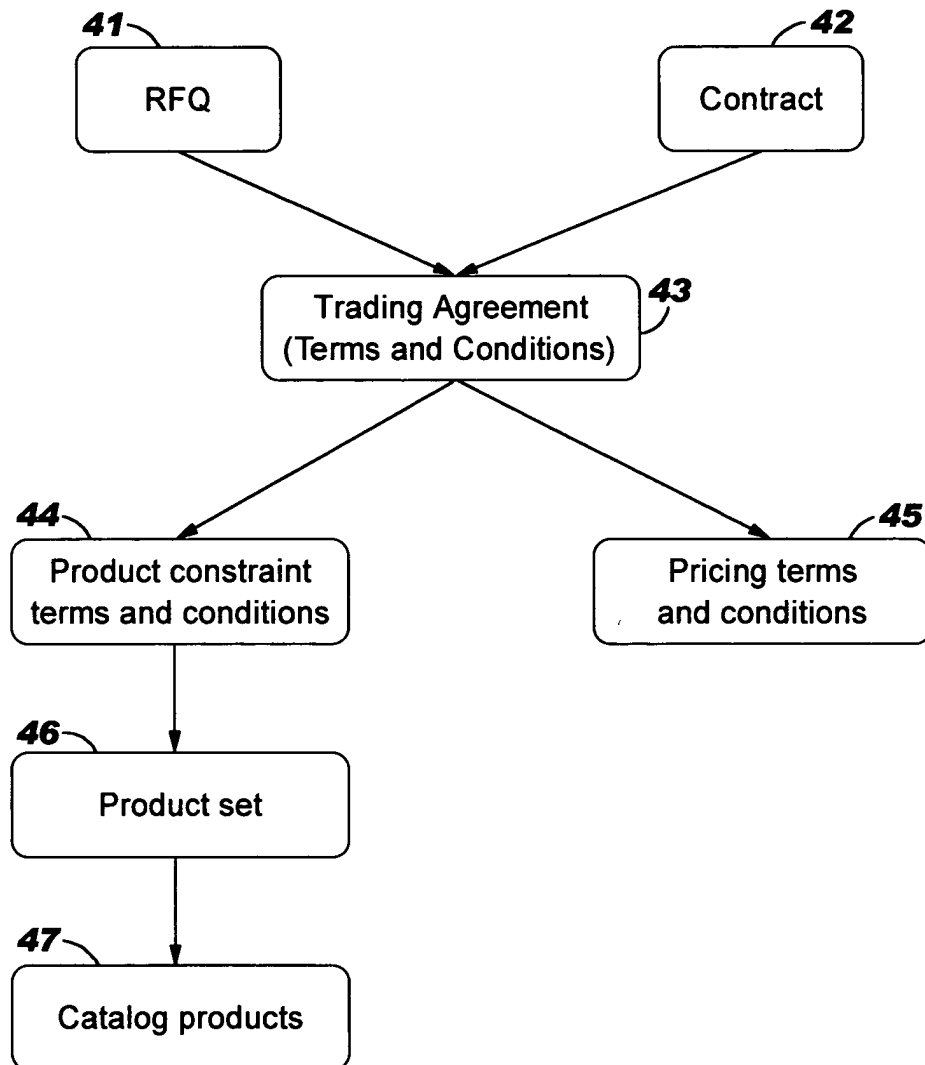 41
42
RFQ
Contract
43
Trading Agreement
(Terms and Conditions)
44
45
Product constraint
terms and conditions
Pricing terms
and conditions
46
Product set
47
Catalog products